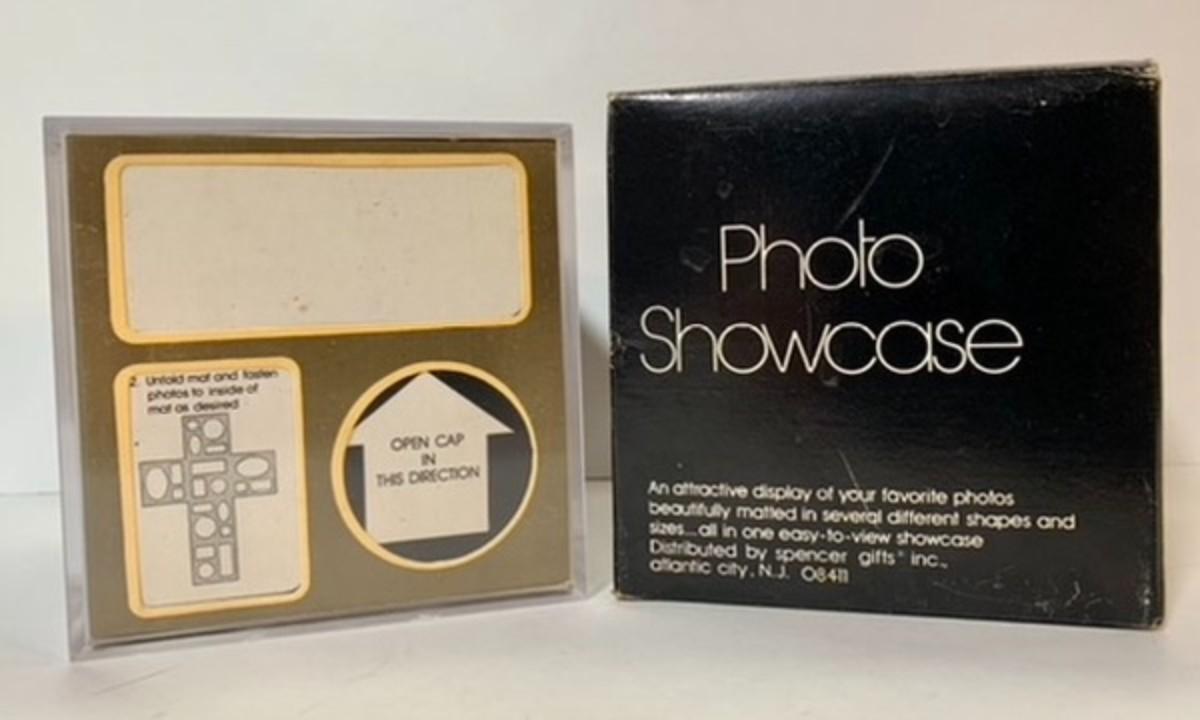 2. Unfold mat and fasten
photos to inside of
mat as desired
OPEN CAP
IN
THIS DIRECTION
Photo
Showcase
An attractive display of your favorite photos
beautifully matted in several different shapes and
sizes...all in one easy-to-view showcase
Distributed by spencer gifts® inc.,
atlantic city, N.J. 08411